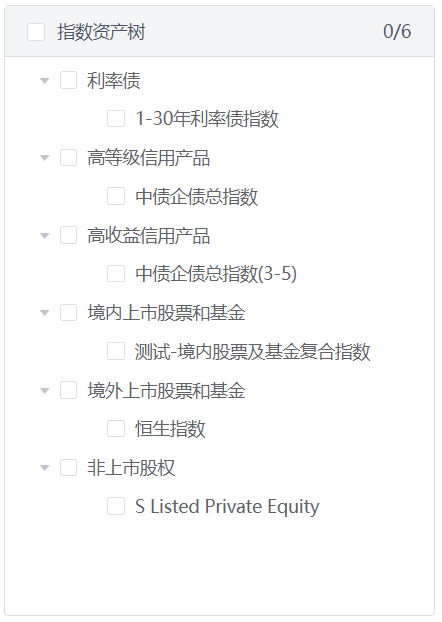 指数资产树 0/6
利率债
1-30年利率债指数
高等级信用产品
中债企债总指数
高收益信用产品
中债企债总指数(3-5)
境内上市股票和基金
测试-境内股票及基金复合指数
境外上市股票和基金
恒生指数
非上市股权
S Listed Private Equity